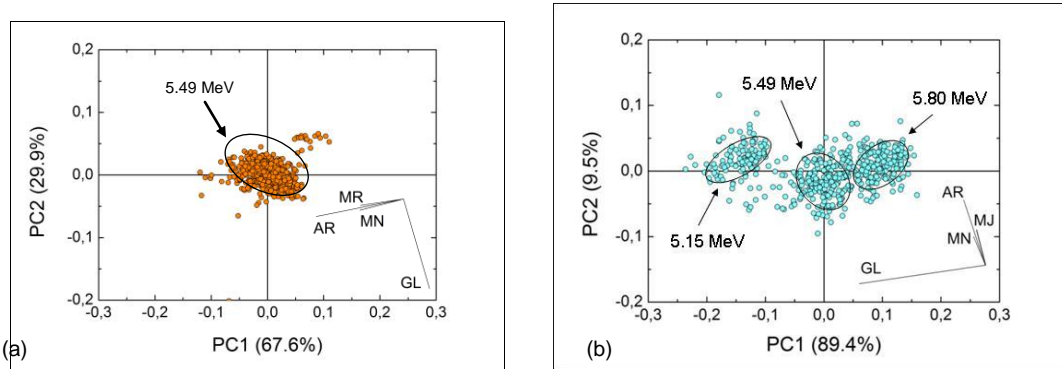 0,2
0,1
0,0
-0,1
-0,2
-0,3
-0,2
-0,1
0,0
0,1
0,2
0,3
PC2 (29.9%)
PC1 (67.6%)
5.49 MeV
MR
AR
MN
GL
(a)
0,2
0,1
0,0
-0,1
-0,2
-0,3
-0,2
-0,1
0,0
0,1
0,2
0,3
PC2 (9.5%)
PC1 (89.4%)
5.49 MeV
5.80 MeV
5.15 MeV
AR
MJ
MN
GL
(b)